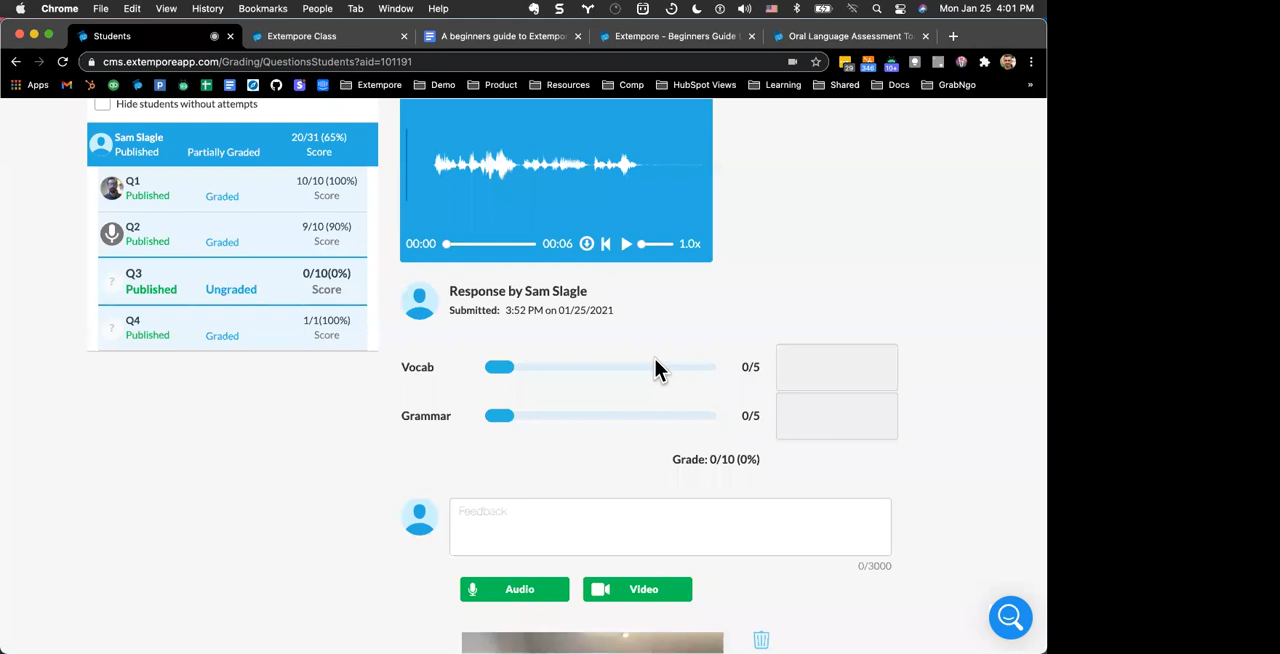 Chrome File Edit View History Bookmarks People Tab Window Help Mon Jan 25 4:01 PM
Students Extempore Class A beginners guide to Extempo Extempore - Beginners Guide Oral Language Assessment To
cms.extemporeapp.com/Grading/QuestionsStudents?aid=101191
29 346 10+
Apps Extempore Demo Product Resources Comp HubSpot Views Learning Shared Docs GrabNgo »
Hide students without attempts
Sam Slagle 20/31 (65%)
Published Partially Graded Score
Q1 10/10 (100%)
Published Graded Score
Q2 9/10 (90%)
Published Graded Score
Q3 0/10(0%)
Published Ungraded Score
Q4 1/1(100%)
Published Graded Score
00:00 00:06 1.0x
Response by Sam Slagle
Submitted: 3:52 PM on 01/25/2021
Vocab 0/5
Grammar 0/5
Grade: 0/10 (0%)
Feedback
0/3000
Audio Video